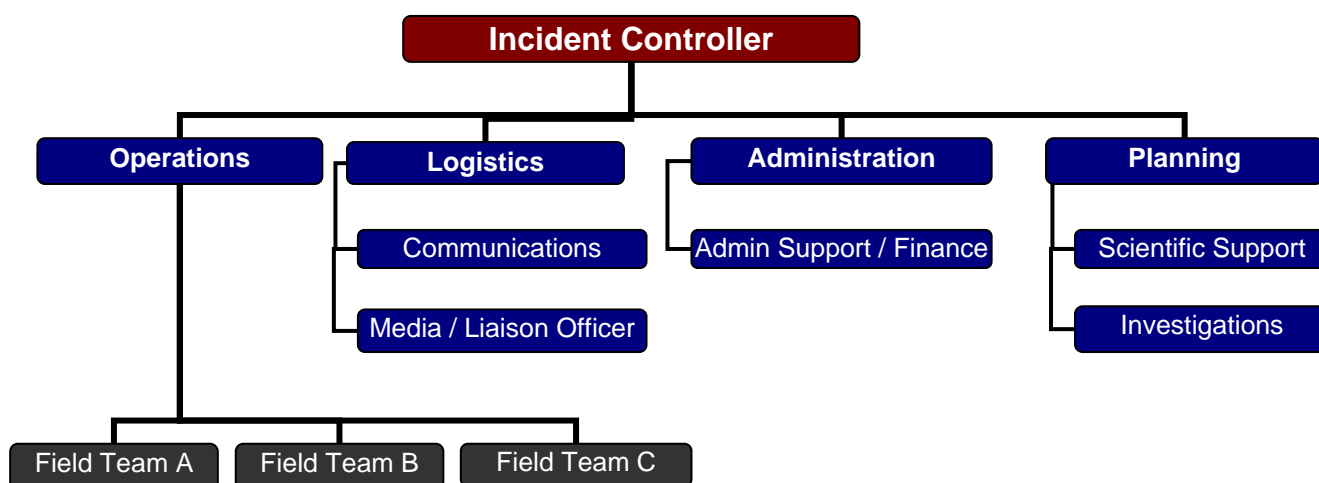 Incident Controller
Operations
Logistics
Administration
Planning
Communications
Admin Support / Finance
Scientific Support
Media / Liaison Officer
Investigations
Field Team A
Field Team B
Field Team C